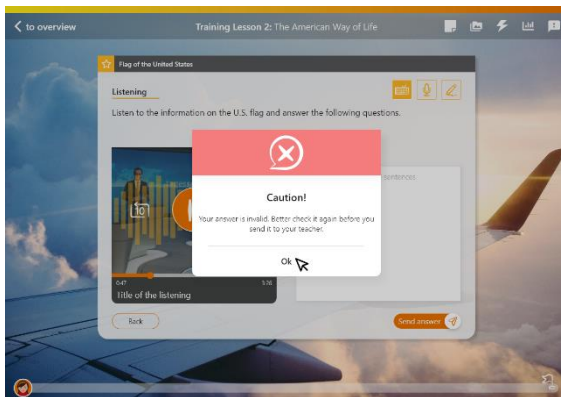 to overview
Training Lesson 2: The American Way of Life
Flag of the United States
Listening
Listen to the information on the U.S. flag and answer the following questions.
10
sentences.
Caution!
Your answer is invalid. Better check it again before you
send it to your teacher.
Ok
0:47
Title of the listening
Back
Send answer